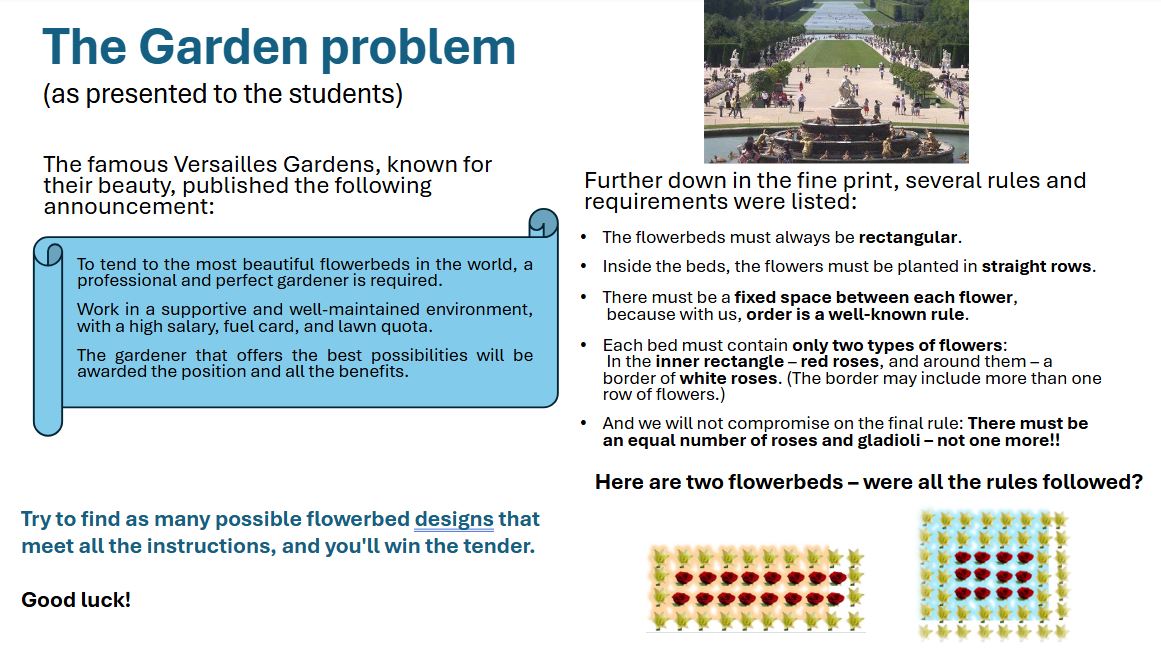 The Garden problem
(as presented to the students)
The famous Versailles Gardens, known for
their beauty, published the following
announcement:
To tend to the most beautiful flowerbeds in the world, a
professional and perfect gardener is required.
Work in a supportive and well-maintained environment,
with a high salary, fuel card, and lawn quota.
The gardener that offers the best possibilities will be
awarded the position and all the benefits.
Try to find as many possible flowerbed designs that
meet all the instructions, and you'll win the tender.
Good luck!
Further down in the fine print, several rules and
requirements were listed:
• The flowerbeds must always be rectangular.
• Inside the beds, the flowers must be planted in straight rows.
• There must be a fixed space between each flower,
because with us, order is a well-known rule.
• Each bed must contain only two types of flowers:
In the inner rectangle – red roses, and around them – a
border of white roses. (The border may include more than one
row of flowers.)
• And we will not compromise on the final rule: There must be
an equal number of roses and gladioli – not one more!!
Here are two flowerbeds – were all the rules followed?